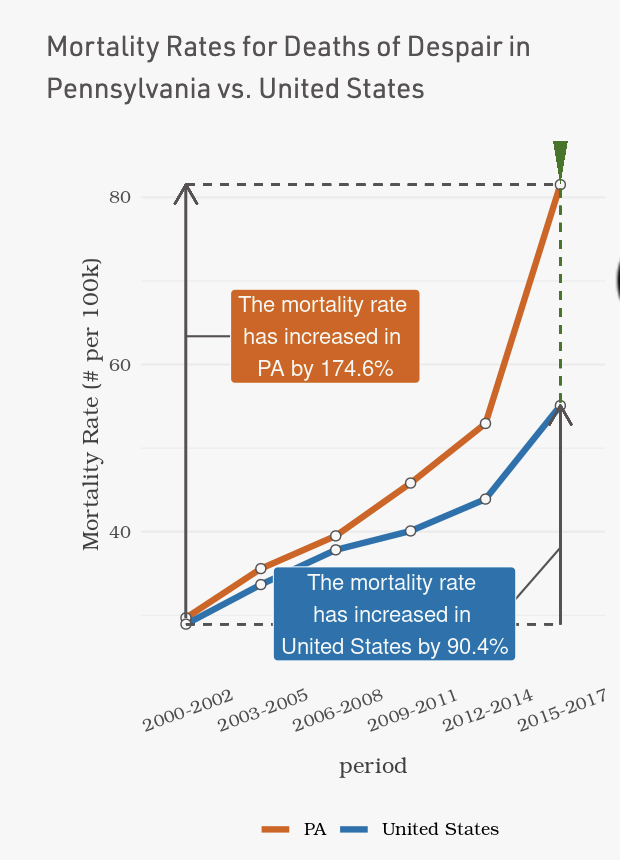 Mortality Rates for Deaths of Despair in
Pennsylvania vs. United States
80
60
40
Mortality Rate (# per 100k)
The mortality rate
has increased in
PA by 174.6%
The mortality rate
has increased in
United States by 90.4%
2000-2002
2003-2005
2006-2008
2009-2011
2012-2014
2015-2017
period
PA
United States